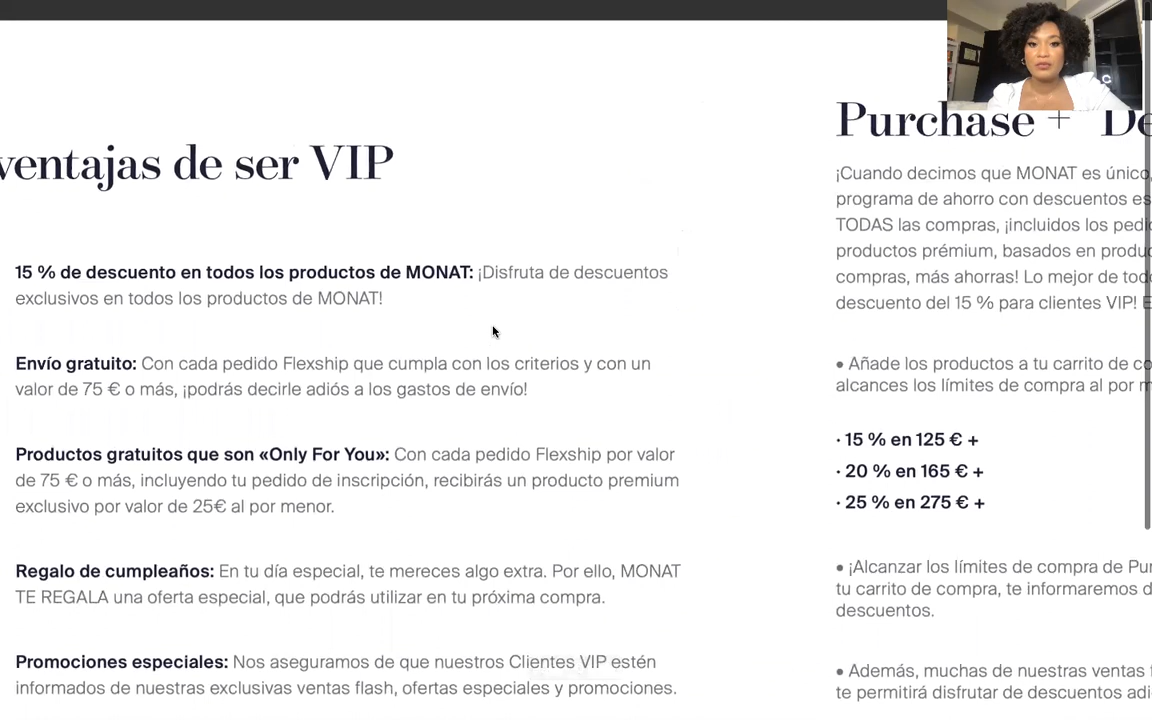 ventajas de ser VIP
15 % de descuento en todos los productos de MONAT: ¡Disfruta de descuentos
exclusivos en todos los productos de MONAT!
Envío gratuito: Con cada pedido Flexship que cumpla con los criterios y con un
valor de 75 € o más, ¡podrás decirle adiós a los gastos de envío!
Productos gratuitos que son «Only For You»: Con cada pedido Flexship por valor
de 75 € o más, incluyendo tu pedido de inscripción, recibirás un producto premium
exclusivo por valor de 25€ al por menor.
Regalo de cumpleaños: En tu día especial, te mereces algo extra. Por ello, MONAT
TE REGALA una oferta especial, que podrás utilizar en tu próxima compra.
Promociones especiales: Nos aseguramos de que nuestros Clientes VIP estén
informados de nuestras exclusivas ventas flash, ofertas especiales y promociones.
Purchase +
¡Cuando decimos que MONAT es único,
programa de ahorro con descuentos
TODAS las compras, ¡incluidos los
productos prémium, basados en
compras, más ahorras! Lo mejor de
descuento del 15 % para clientes VIP!
• Añade los productos a tu carrito de
alcances los límites de compra al por
· 15 % en 125 € +
· 20 % en 165 € +
· 25 % en 275 € +
• ¡Alcanzar los límites de compra de
tu carrito de compra, te informaremos
descuentos.
• Además, muchas de nuestras ventas
te permitirá disfrutar de descuentos